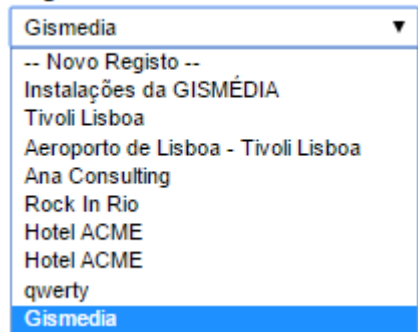 Gismedia
-- Novo Registo --
Instalações da GISMÉDIA
Tivoli Lisboa
Aeroporto de Lisboa - Tivoli Lisboa
Ana Consulting
Rock In Rio
Hotel ACME
Hotel ACME
qwerty
Gismedia